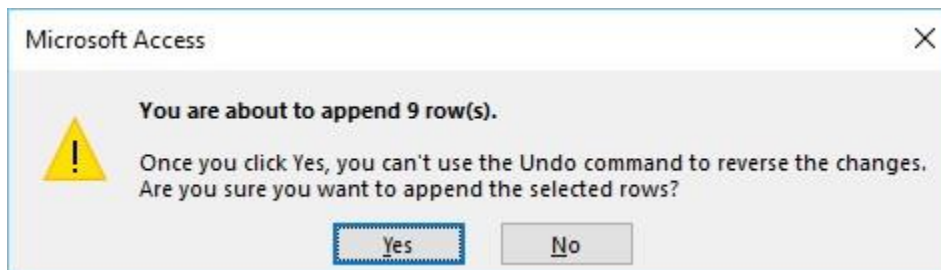 Microsoft Access
You are about to append 9 row(s).
Once you click Yes, you can't use the Undo command to reverse the changes.
Are you sure you want to append the selected rows?
Yes No